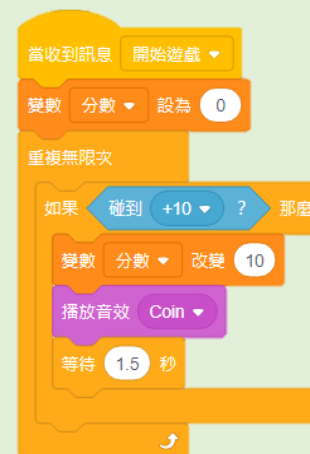 當收到訊息 開始遊戲
變數 分數 設為 0
重複無限次
如果 碰到 +10 ? 那麼
變數 分數 改變 10
播放音效 Coin
等待 1.5 秒